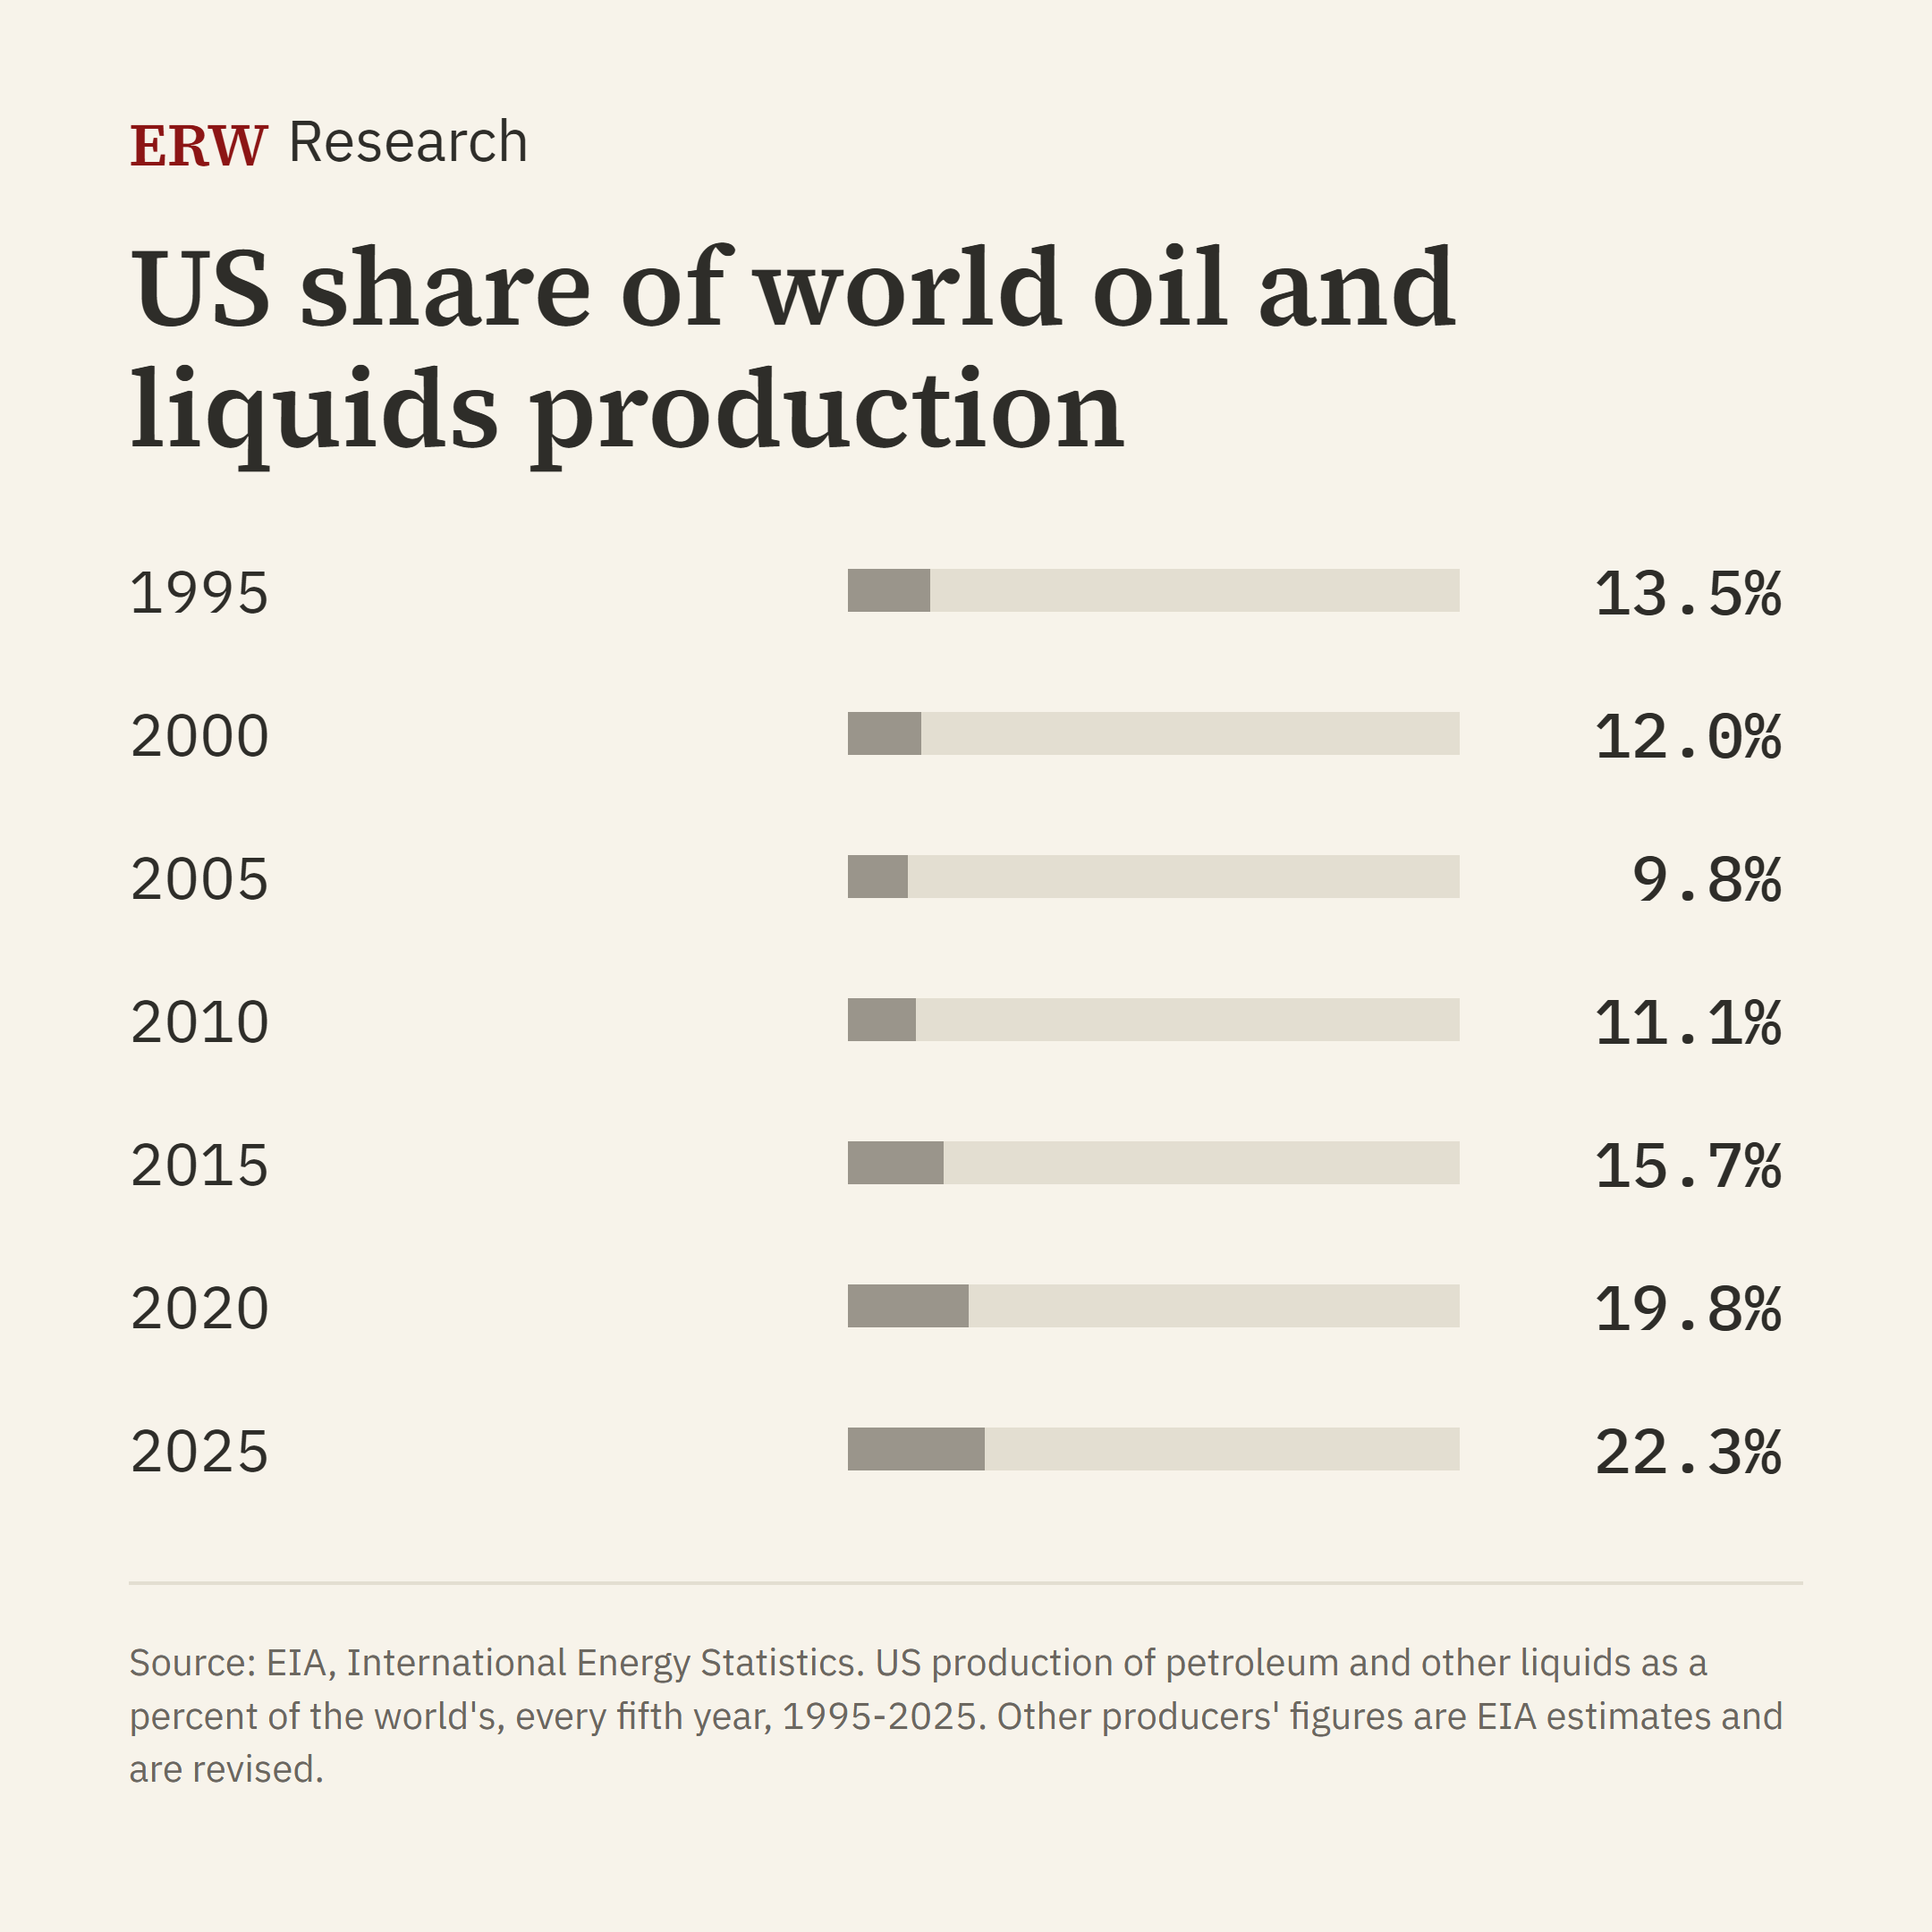 ERW Research
US share of world oil and
liquids production
1995 13.5%
2000 12.0%
2005 9.8%
2010 11.1%
2015 15.7%
2020 19.8%
2025 22.3%
Source: EIA, International Energy Statistics. US production of petroleum and other liquids as a
percent of the world's, every fifth year, 1995-2025. Other producers' figures are EIA estimates and
are revised.